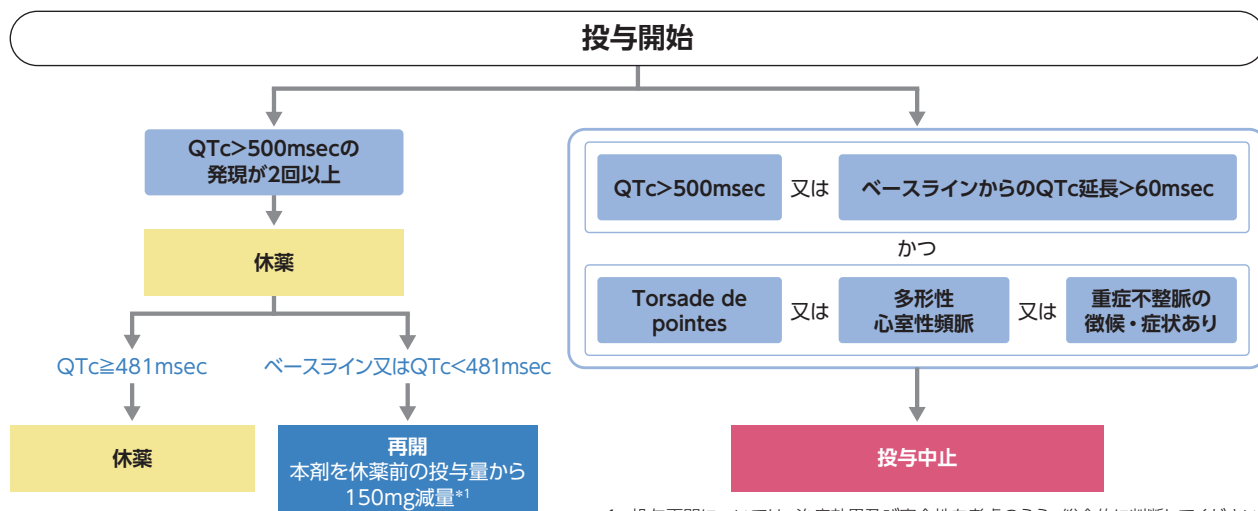 投与開始
QTc>500msecの
発現が2回以上
休薬
QTc≧481msec
ベースライン又はQTc<481msec
休薬
再開
本剤を休薬前の投与量から
150mg減量*1
QTc>500msec 又は ベースラインからのQTc延長>60msec
かつ
Torsade de
pointes
又は
多形性
心室性頻脈
又は
重症不整脈の
徴候・症状あり
投与中止